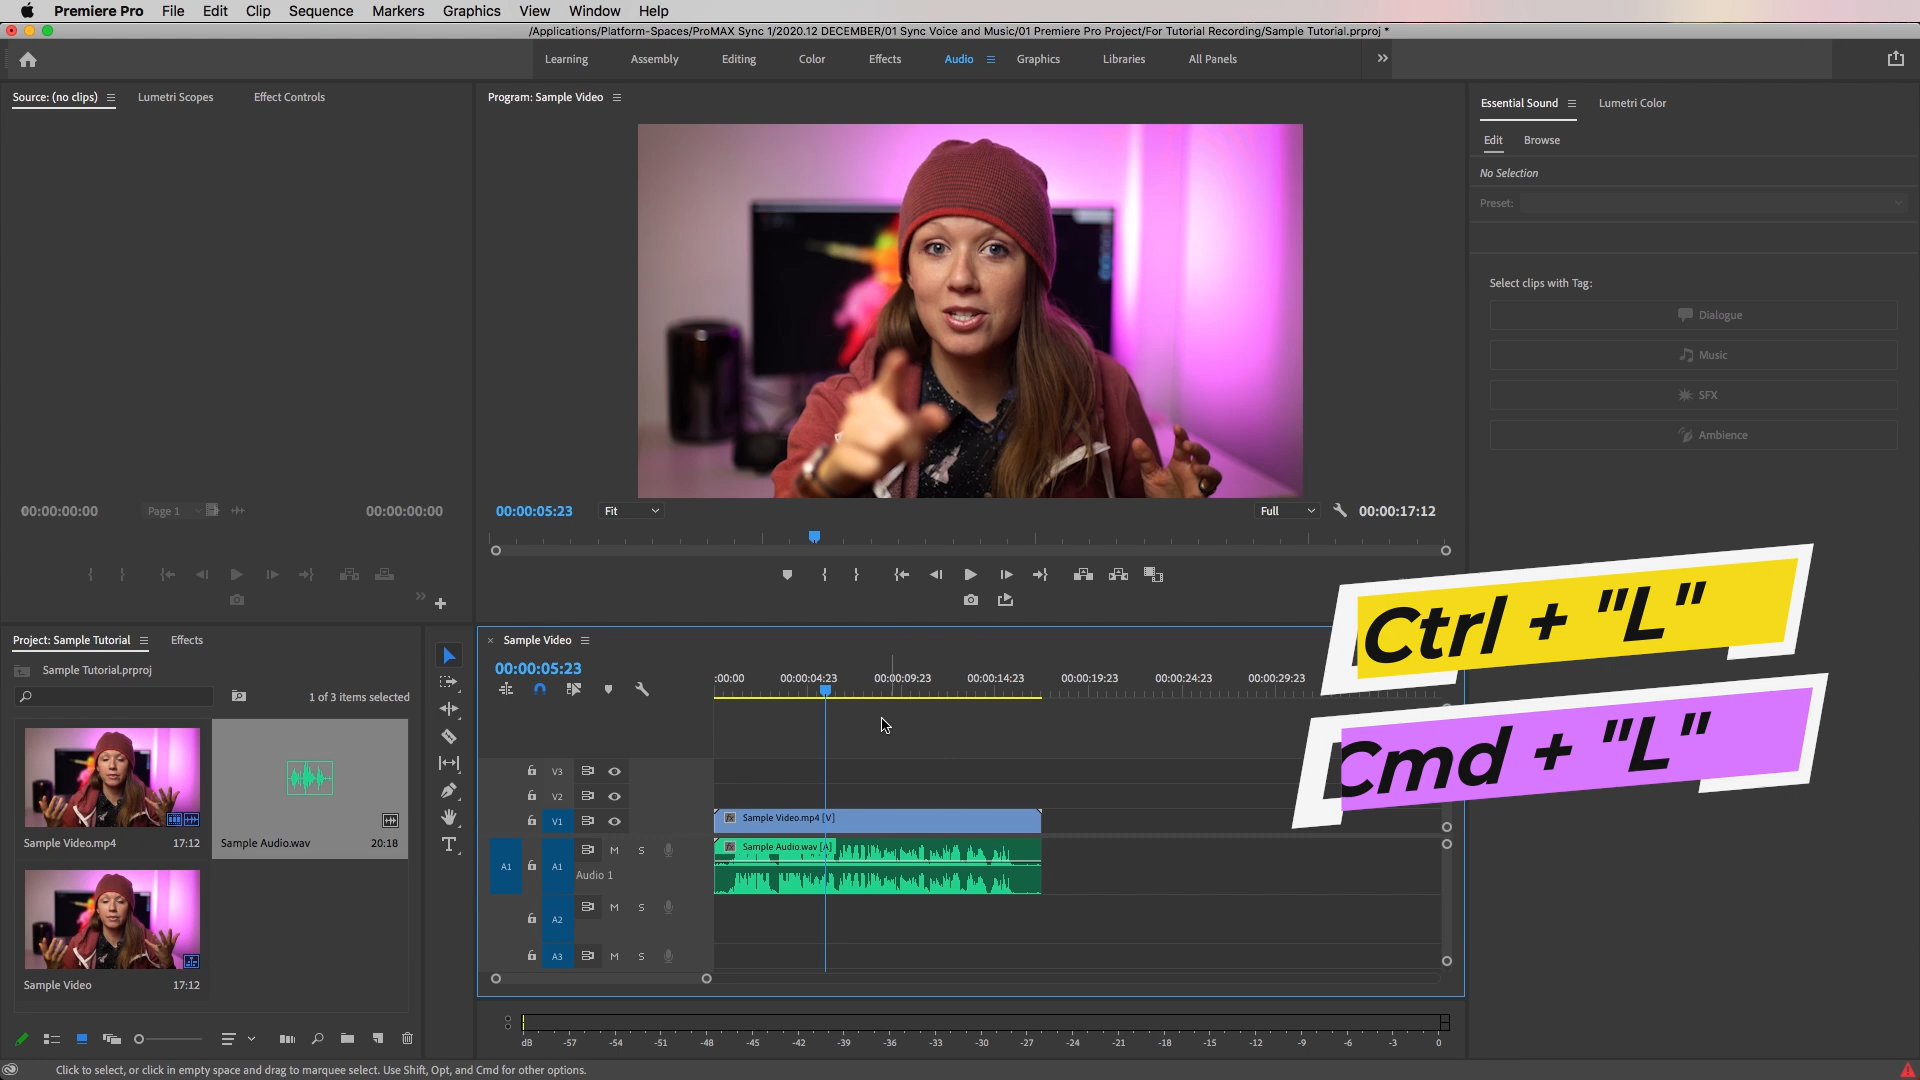 Premiere Pro File Edit Clip Sequence Markers Graphics View Window Help
/Applications/Platform-Spaces/ProMAX Sync 1/2020.12 DECEMBER/01 Sync Voice and Music/01 Premiere Pro Project/For Tutorial Recording/Sample Tutorial.prproj *
Learning Assembly Editing Color Effects Audio Graphics Libraries All Panels
Source: (no clips) Lumetri Scopes Effect Controls
Program: Sample Video
Essential Sound Lumetri Color
Edit Browse
No Selection
Preset:
Select clips with Tag:
Dialogue
Music
SFX
Ambience
00:00:00:00 Page 1 00:00:00:00
00:00:05:23 Fit Full 00:00:17:12
Ctrl + "L"
Cmd + "L"
Project: Sample Tutorial Effects
Sample Tutorial.prproj
1 of 3 items selected
Sample Video.mp4 17:12
Sample Audio.wav 20:18
Sample Video 17:12
Sample Video
00:00:05:23
:00:00 00:00:04:23 00:00:09:23 00:00:14:23 00:00:19:23 00:00:24:23 00:00:29:23
V3
V2
V1 Sample Video.mp4 [V]
A1 A1 M S Sample Audio.wav [A]
Audio 1
A2 M S
A3 M S
dB -57 -54 -51 -48 -45 -42 -39 -36 -33 -30 -27 -24 -21 -18 -15 -12 -9 -6 -3 0
Click to select, or click in empty space and drag to marquee select. Use Shift, Opt, and Cmd for other options.